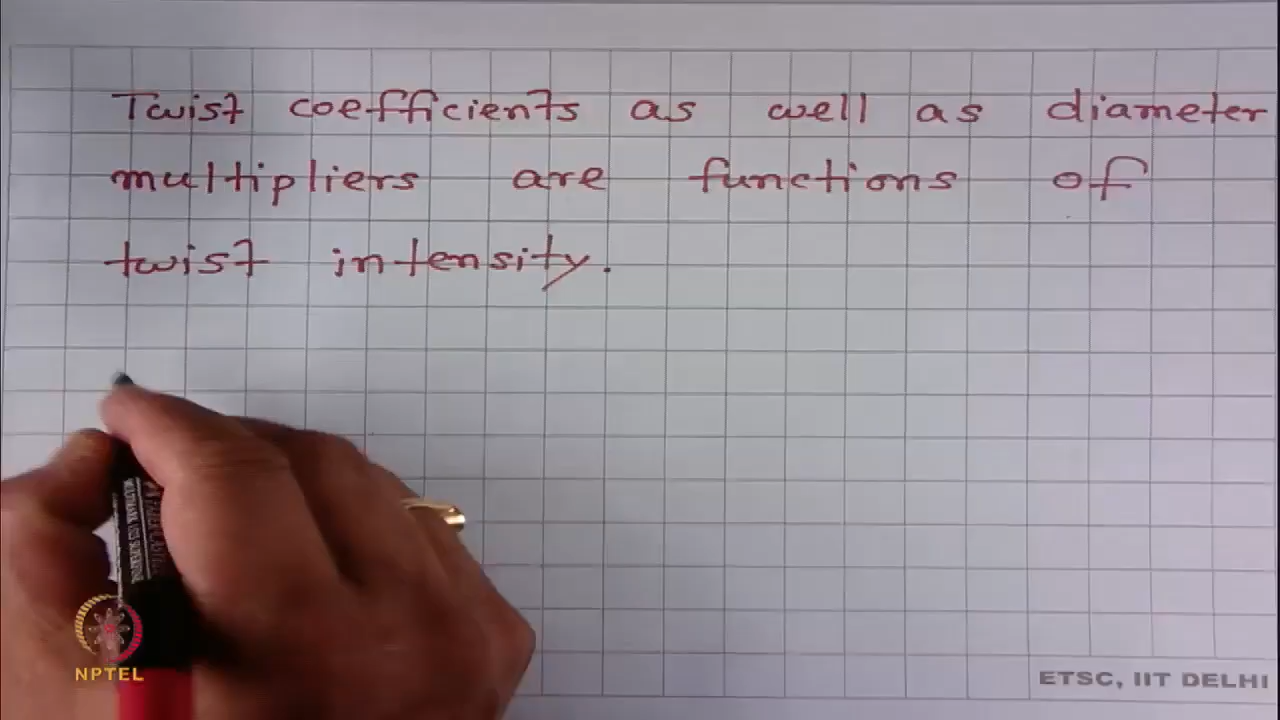 Twist coefficients as well as diameter
multipliers are functions of
twist intensity.
NPTEL
ETSC, IIT DELHI